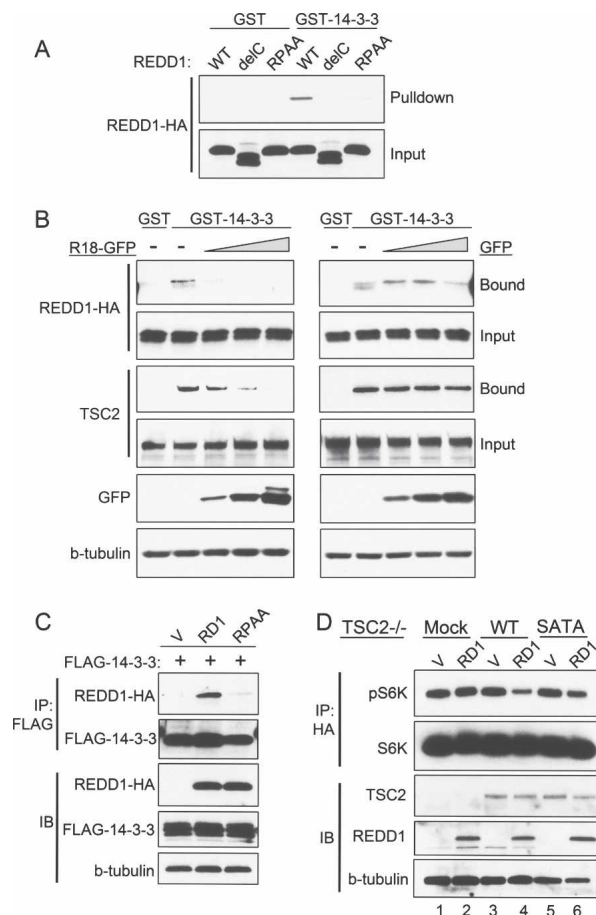 A
GST GST-14-3-3
REDD1: WT delC RPAA WT delC RPAA
REDD1-HA
Pulldown
Input
B
GST GST-14-3-3 GST GST-14-3-3
R18-GFP - - - - GFP
REDD1-HA
Bound
Input
TSC2
Bound
Input
GFP
b-tubulin
C
V RD1 RPAA
FLAG-14-3-3: + + +
IP: FLAG
REDD1-HA
FLAG-14-3-3
IB
REDD1-HA
FLAG-14-3-3
b-tubulin
D
TSC2-/- Mock WT SATA
V RD1 V RD1 V RD1
IP: HA
pS6K
S6K
IB
TSC2
REDD1
b-tubulin
1 2 3 4 5 6